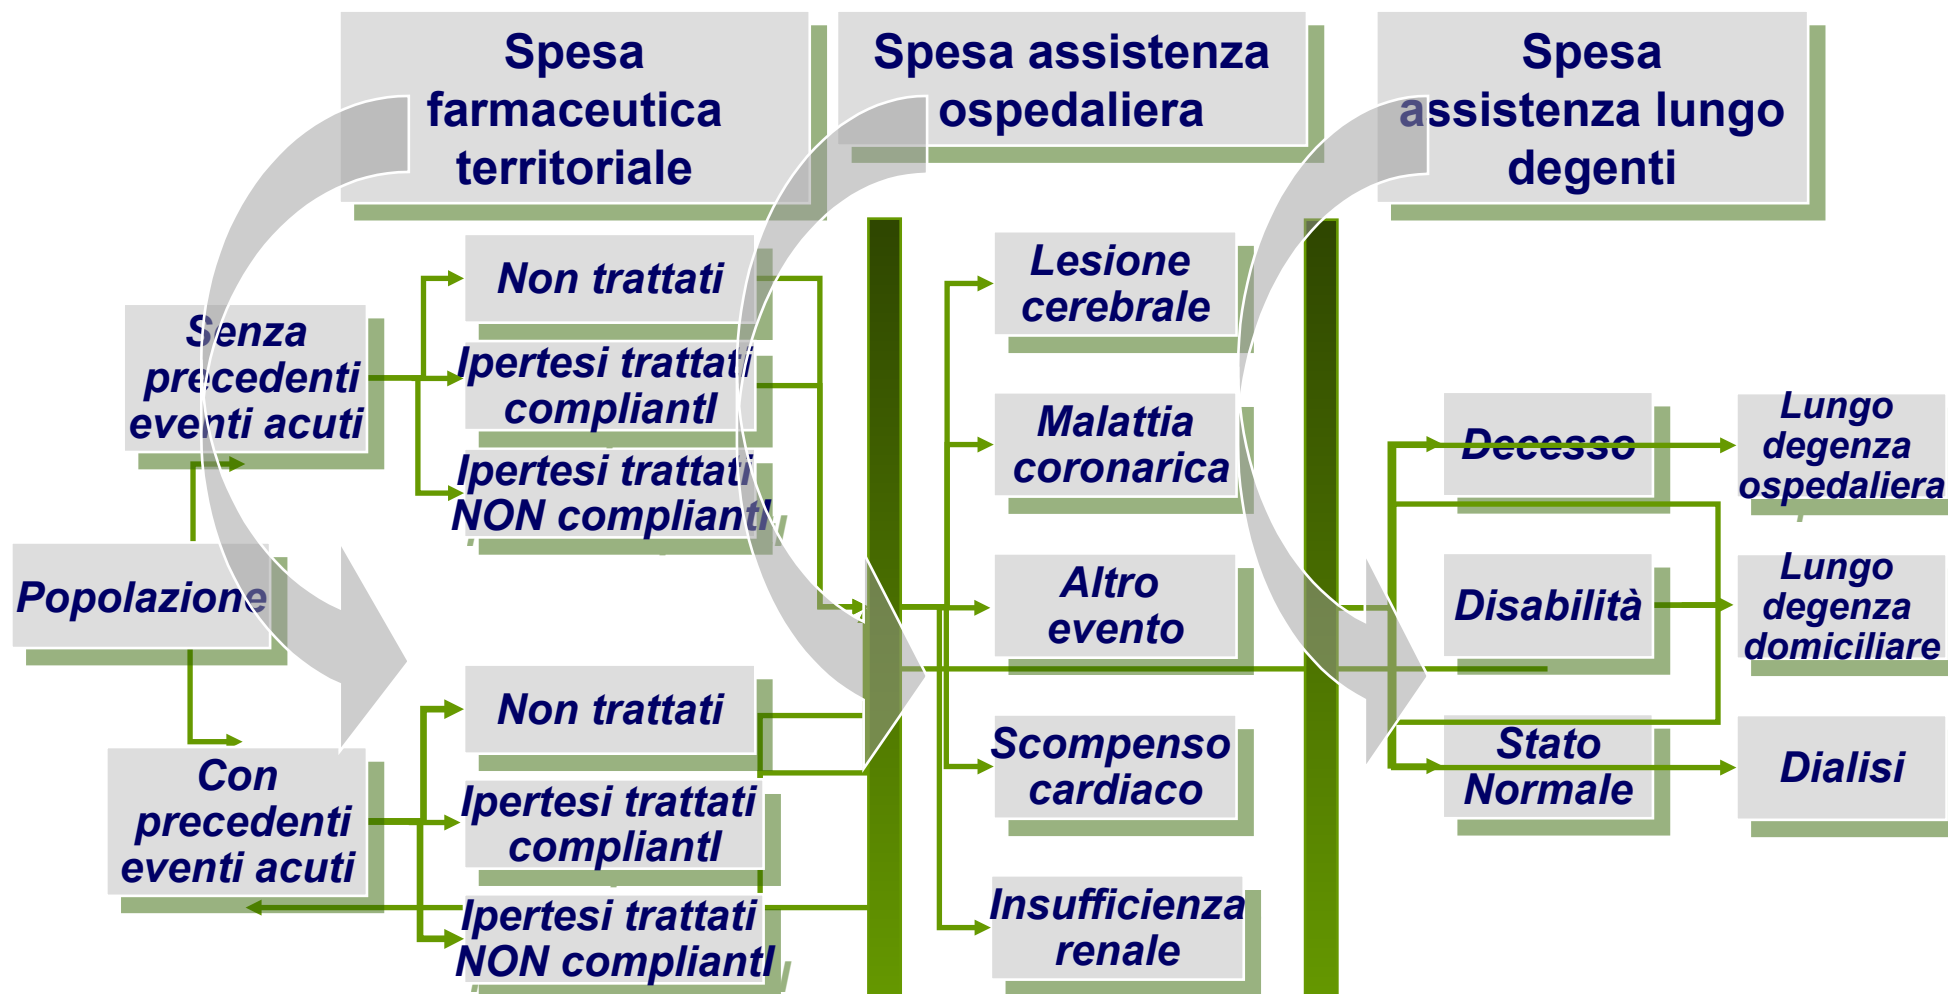 Spesa
farmaceutica
territoriale
Spesa assistenza
ospedaliera
Spesa
assistenza lungo
degenti
Senza
precedenti
eventi acuti
Popolazione
Con
precedenti
eventi acuti
Non trattati
Ipertesi trattati
compliantI
Ipertesi trattati
NON compliantI
Non trattati
Ipertesi trattati
compliantI
Ipertesi trattati
NON compliantI
Lesione
cerebrale
Malattia
coronarica
Altro
evento
Scompenso
cardiaco
Insufficienza
renale
Decesso
Disabilità
Stato
Normale
Lungo
degenza
ospedaliera
Lungo
degenza
domiciliare
Dialisi